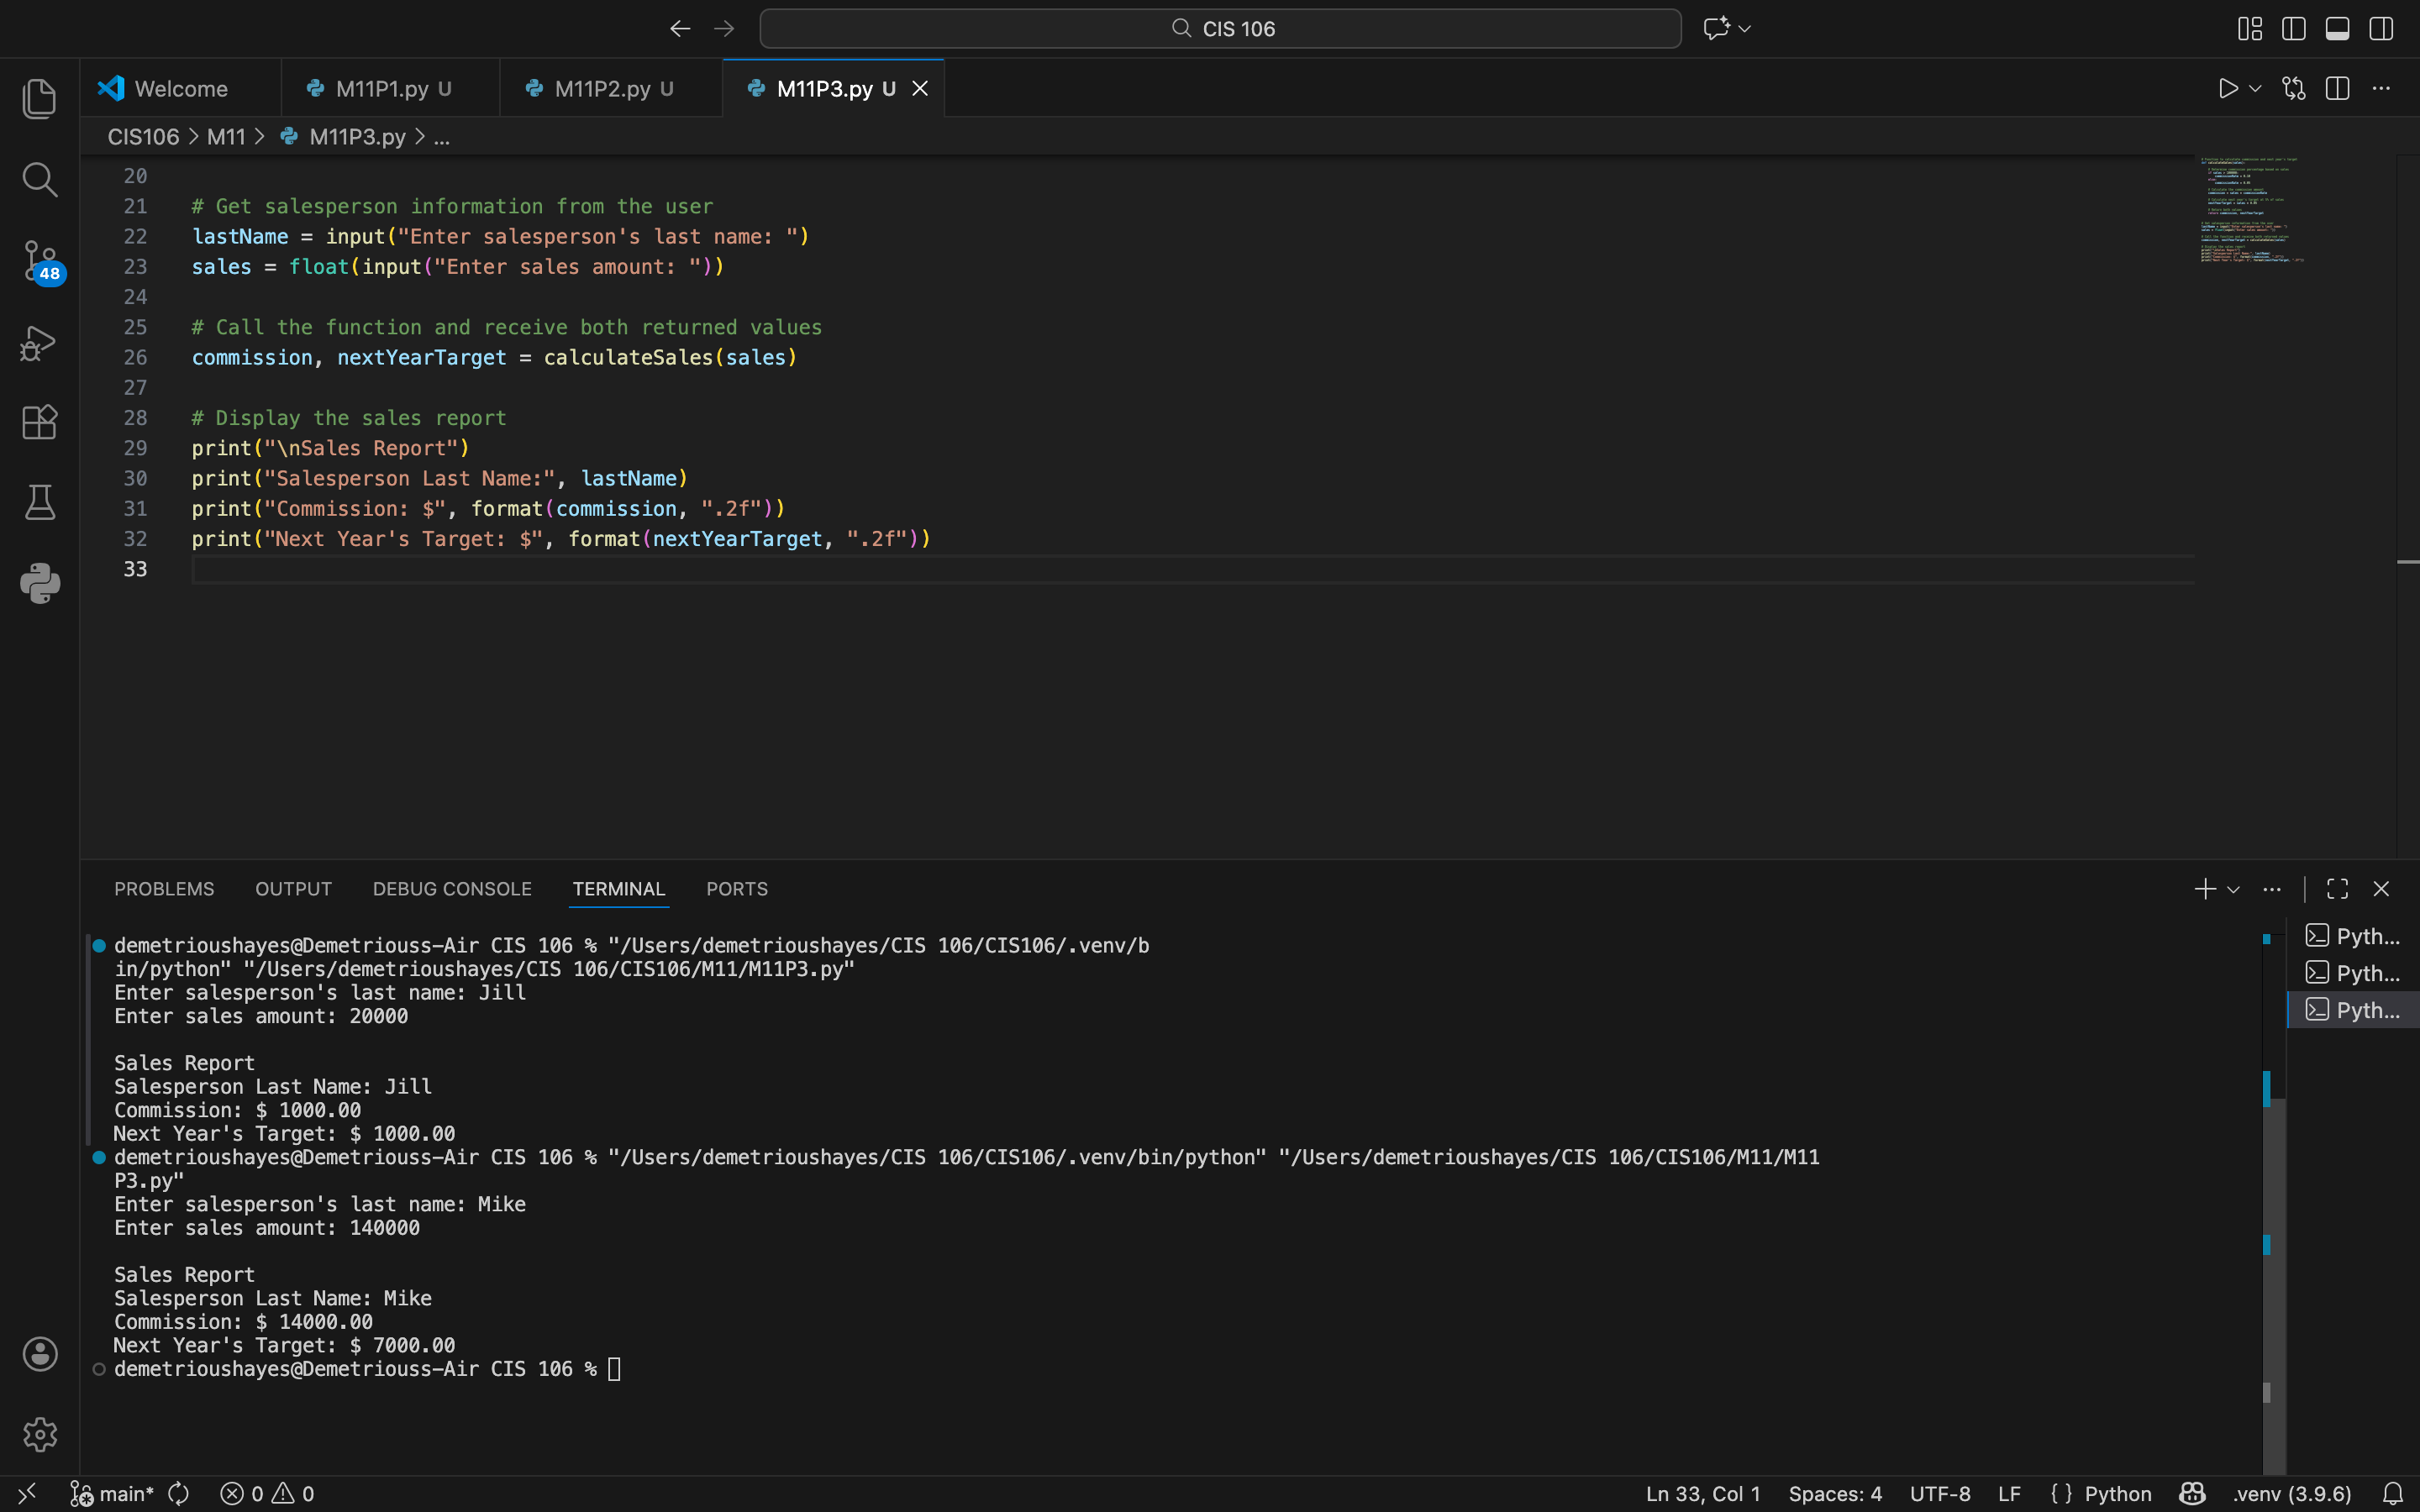 CIS 106
Welcome
M11P1.py U
M11P2.py U
M11P3.py U
CIS106 > M11 > M11P3.py > ...
20
21 # Get salesperson information from the user
22 lastName = input("Enter salesperson's last name: ")
23 sales = float(input("Enter sales amount: "))
24
25 # Call the function and receive both returned values
26 commission, nextYearTarget = calculateSales(sales)
27
28 # Display the sales report
29 print("\nSales Report")
30 print("Salesperson Last Name:", lastName)
31 print("Commission: $", format(commission, ".2f"))
32 print("Next Year's Target: $", format(nextYearTarget, ".2f"))
33
48
PROBLEMS OUTPUT DEBUG CONSOLE TERMINAL PORTS
demetrioushayes@Demetriouss-Air CIS 106 % "/Users/demetrioushayes/CIS 106/CIS106/.venv/b
in/python" "/Users/demetrioushayes/CIS 106/CIS106/M11/M11P3.py"
Enter salesperson's last name: Jill
Enter sales amount: 20000
Sales Report
Salesperson Last Name: Jill
Commission: $ 1000.00
Next Year's Target: $ 1000.00
demetrioushayes@Demetriouss-Air CIS 106 % "/Users/demetrioushayes/CIS 106/CIS106/.venv/bin/python" "/Users/demetrioushayes/CIS 106/CIS106/M11/M11
P3.py"
Enter salesperson's last name: Mike
Enter sales amount: 140000
Sales Report
Salesperson Last Name: Mike
Commission: $ 14000.00
Next Year's Target: $ 7000.00
demetrioushayes@Demetriouss-Air CIS 106 %
Pyth...
Pyth...
Pyth...
main* 0 0 Ln 33, Col 1 Spaces: 4 UTF-8 LF { } Python .venv (3.9.6)